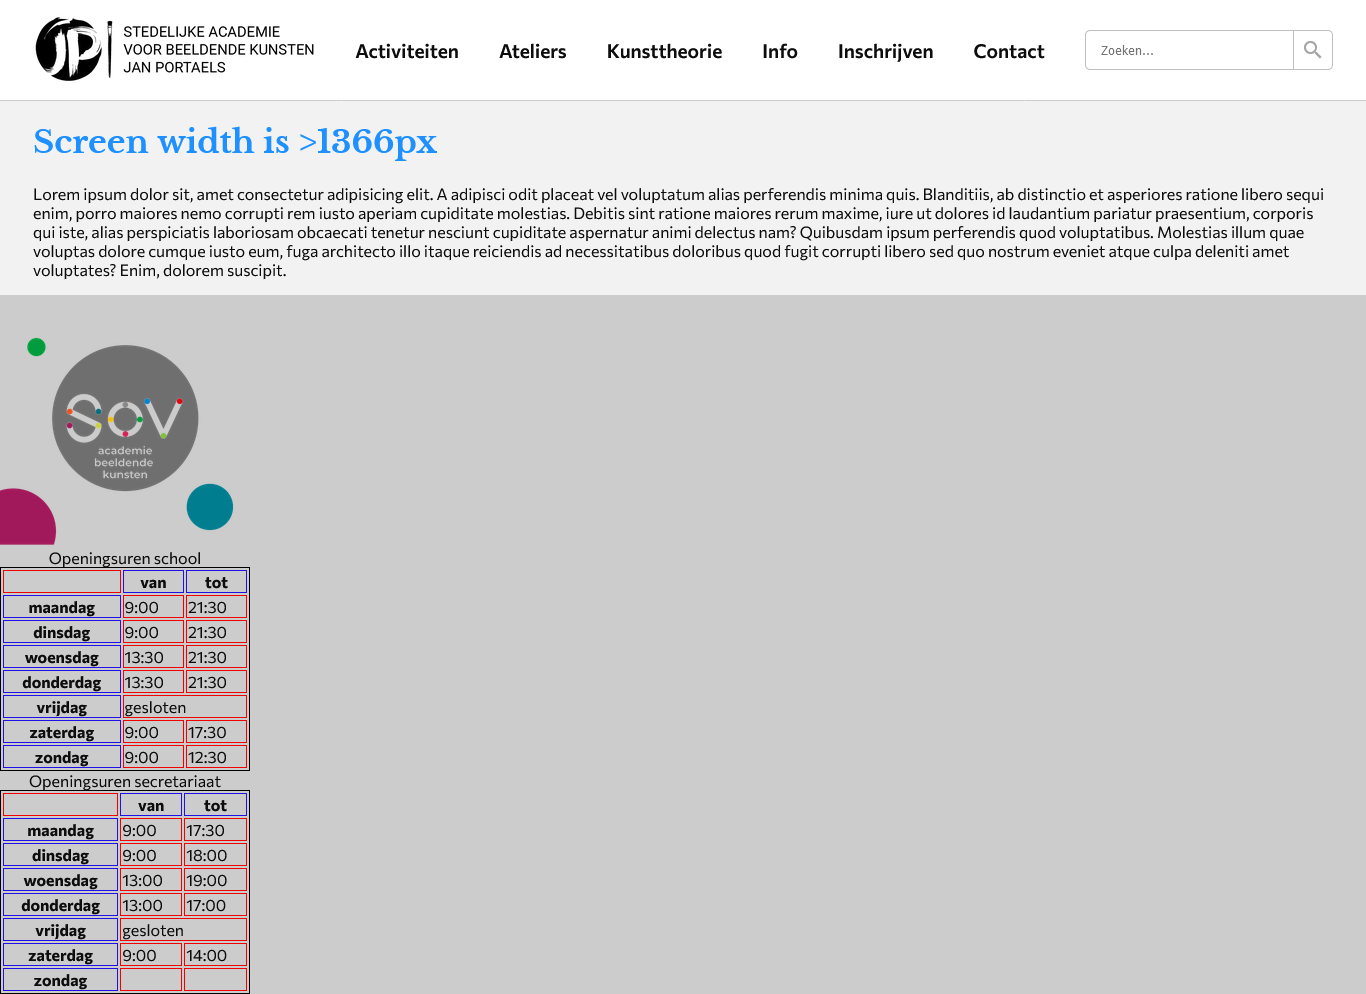 STEDELIJKE ACADEMIE
VOOR BEELDENDE KUNSTEN
JAN PORTAELS
Activiteiten Ateliers Kunsttheorie Info Inschrijven Contact Zoeken...
Screen width is >1366px
Lorem ipsum dolor sit, amet consectetur adipisicing elit. A adipisci odit placeat vel voluptatum alias perferendis minima quis. Blanditiis, ab distinctio et asperiores ratione libero sequi
enim, porro maiores nemo corrupti rem iusto aperiam cupiditate molestias. Debitis sint ratione maiores rerum maxime, iure ut dolores id laudantium pariatur praesentium, corporis
qui iste, alias perspiciatis laboriosam obcaecati tenetur nesciunt cupiditate aspernatur animi delectus nam? Quibusdam ipsum perferendis quod voluptatibus. Molestias illum quae
voluptas dolore cumque iusto eum, fuga architecto illo itaque reiciendis ad necessitatibus doloribus quod fugit corrupti libero sed quo nostrum eveniet atque culpa deleniti amet
voluptates? Enim, dolorem suscipit.
SOV
academie
beeldende
kunsten
Openingsuren school
van tot
maandag 9:00 21:30
dinsdag 9:00 21:30
woensdag 13:30 21:30
donderdag 13:30 21:30
vrijdag gesloten
zaterdag 9:00 17:30
zondag 9:00 12:30
Openingsuren secretariaat
van tot
maandag 9:00 17:30
dinsdag 9:00 18:00
woensdag 13:00 19:00
donderdag 13:00 17:00
vrijdag gesloten
zaterdag 9:00 14:00
zondag